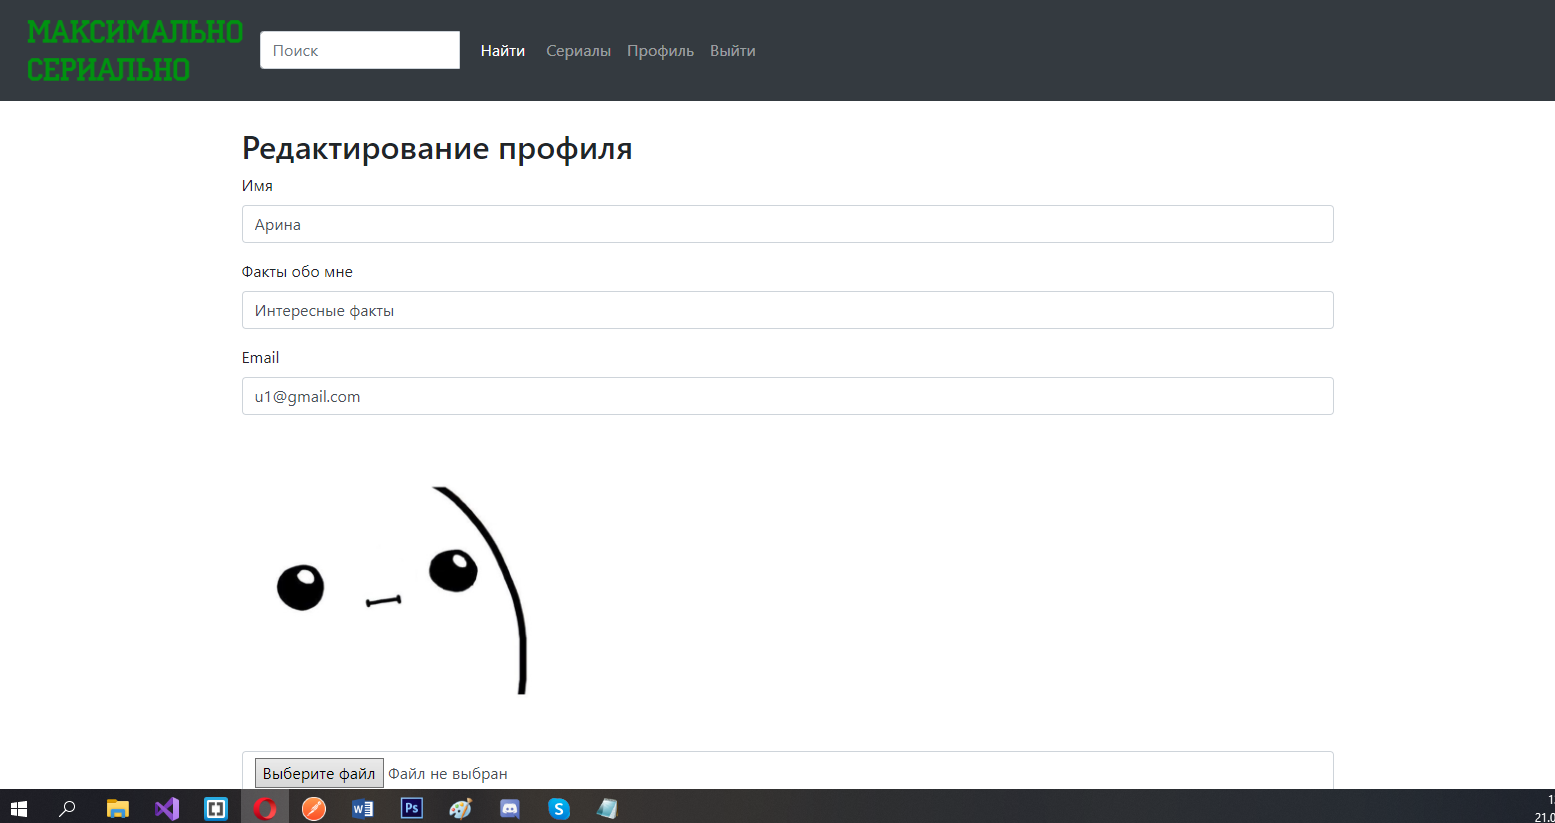 МАКСИМАЛЬНО
СЕРИАЛЬНО
Поиск
Найти
Сериалы
Профиль
Выйти
Редактирование профиля
Имя
Арина
Факты обо мне
Интересные факты
Email
u1@gmail.com
Выберите файл Файл не выбран
Ps
S